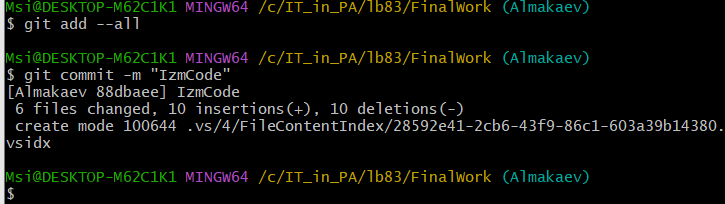 Msi@DESKTOP-M62C1K1 MINGW64 /c/IT_in_PA/lb83/FinalWork (Almakaev)
$ git add --all
Msi@DESKTOP-M62C1K1 MINGW64 /c/IT_in_PA/lb83/FinalWork (Almakaev)
$ git commit -m "IzmCode"
[Almakaev 88dbaee] IzmCode
 6 files changed, 10 insertions(+), 10 deletions(-)
 create mode 100644 .vs/4/FileContentIndex/28592e41-2cb6-43f9-86c1-603a39b14380.
vsidx
Msi@DESKTOP-M62C1K1 MINGW64 /c/IT_in_PA/lb83/FinalWork (Almakaev)
$